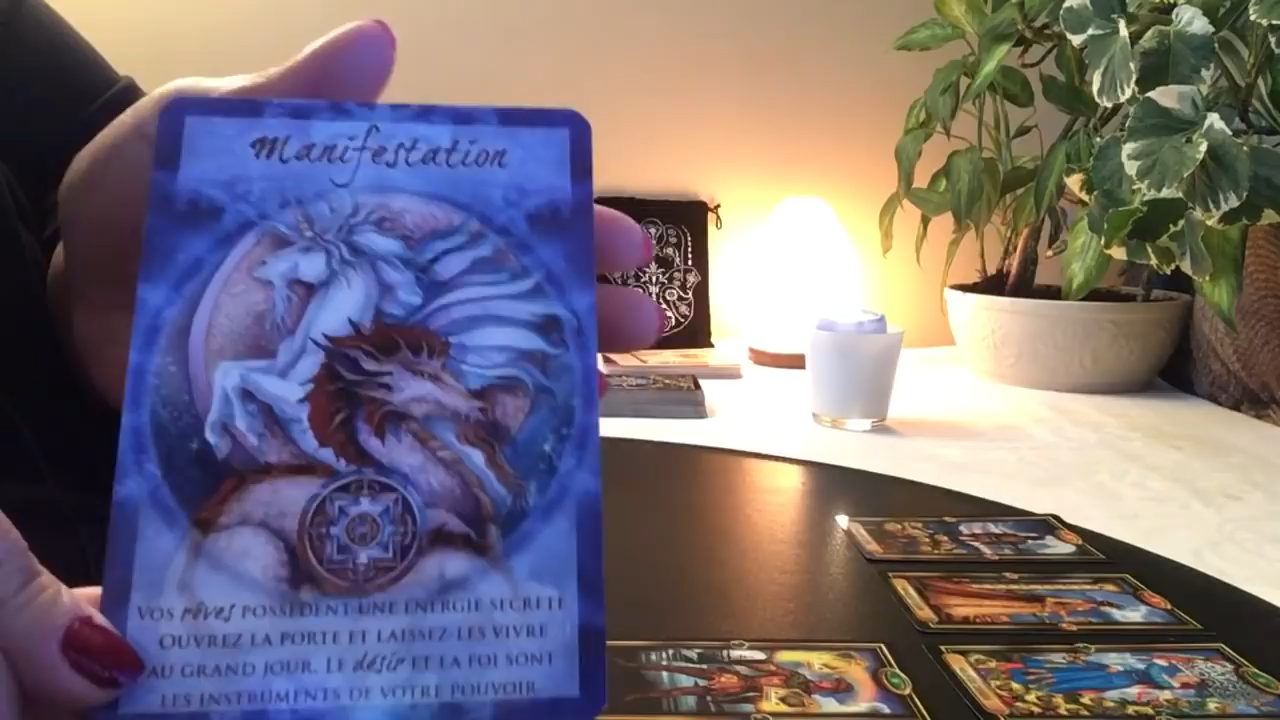 Manifestation
VOS rêves POSSÈDENT UNE ÉNERGIE SECRÈTE
OUVREZ LA PORTE ET LAISSEZ-LES VIVRE
AU GRAND JOUR. LE désir ET LA FOI SONT
LES INSTRUMENTS DE VOTRE POUVOIR